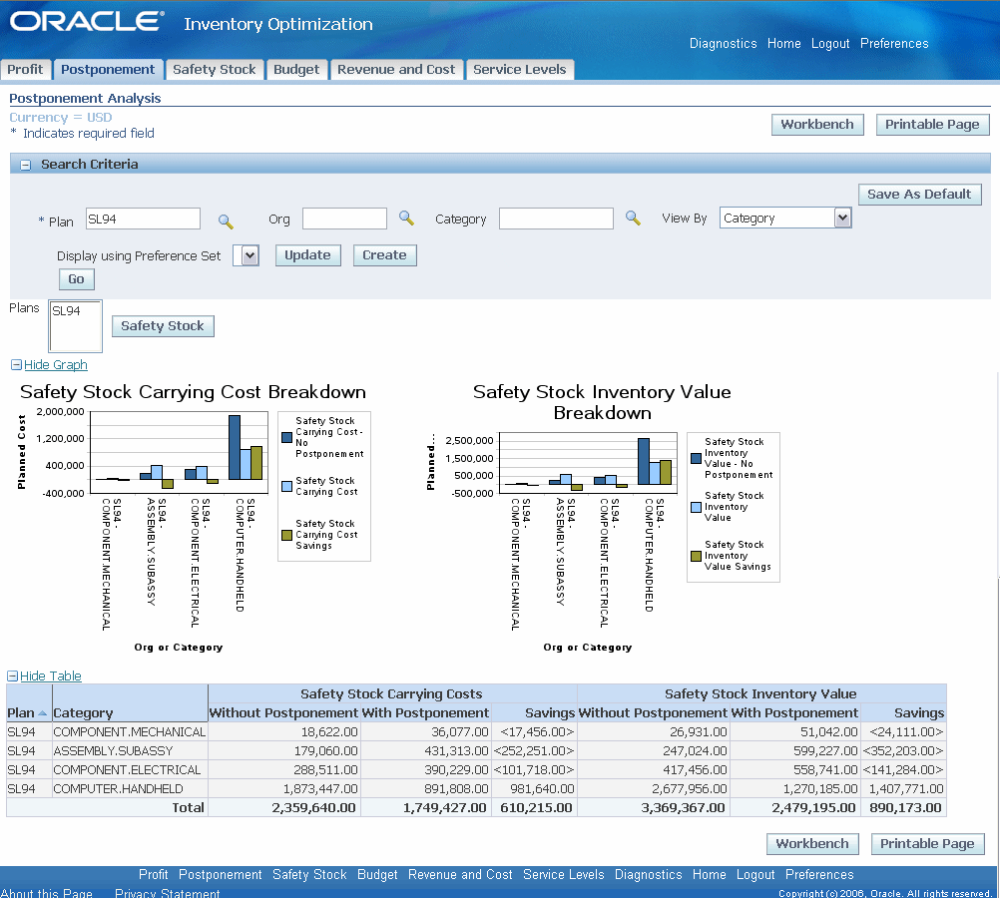 ORACLE Inventory Optimization
Diagnostics Home Logout Preferences
Profit Postponement Safety Stock Budget Revenue and Cost Service Levels
Postponement Analysis
Currency = USD
* Indicates required field
Workbench Printable Page
Search Criteria
Save As Default
* Plan SL94 Org Category View By Category
Display using Preference Set Update Create
Go
Plans SL94 Safety Stock
Hide Graph
Safety Stock Carrying Cost Breakdown
Planned Cost
2,000,000
1,200,000
400,000
-400,000
SL94 - COMPONENT.MECHANICAL
SL94 - ASSEMBLY.SUBASSY
SL94 - COMPONENT.ELECTRICAL
SL94 - COMPUTER.HANDHELD
Org or Category
Safety Stock
Carrying Cost -
No
Postponement
Safety Stock
Carrying Cost
Safety Stock
Carrying Cost
Savings
Safety Stock Inventory Value
Breakdown
Planned...
2,500,000
1,500,000
500,000
-500,000
SL94 - COMPONENT.MECHANICAL
SL94 - ASSEMBLY.SUBASSY
SL94 - COMPONENT.ELECTRICAL
SL94 - COMPUTER.HANDHELD
Org or Category
Safety Stock
Inventory
Value - No
Postponement
Safety Stock
Inventory
Value
Safety Stock
Inventory
Value Savings
Hide Table
Safety Stock Carrying Costs Safety Stock Inventory Value
Plan Category Without Postponement With Postponement Savings Without Postponement With Postponement Savings
SL94 COMPONENT.MECHANICAL 18,622.00 36,077.00 <17,456.00> 26,931.00 51,042.00 <24,111.00>
SL94 ASSEMBLY.SUBASSY 179,060.00 431,313.00 <252,251.00> 247,024.00 599,227.00 <352,203.00>
SL94 COMPONENT.ELECTRICAL 288,511.00 390,229.00 <101,718.00> 417,456.00 558,741.00 <141,284.00>
SL94 COMPUTER.HANDHELD 1,873,447.00 891,808.00 981,640.00 2,677,956.00 1,270,185.00 1,407,771.00
Total 2,359,640.00 1,749,427.00 610,215.00 3,369,367.00 2,479,195.00 890,173.00
Workbench Printable Page
Profit Postponement Safety Stock Budget Revenue and Cost Service Levels Diagnostics Home Logout Preferences
About this Page Privacy Statement Copyright (c) 2006, Oracle. All rights reserved.